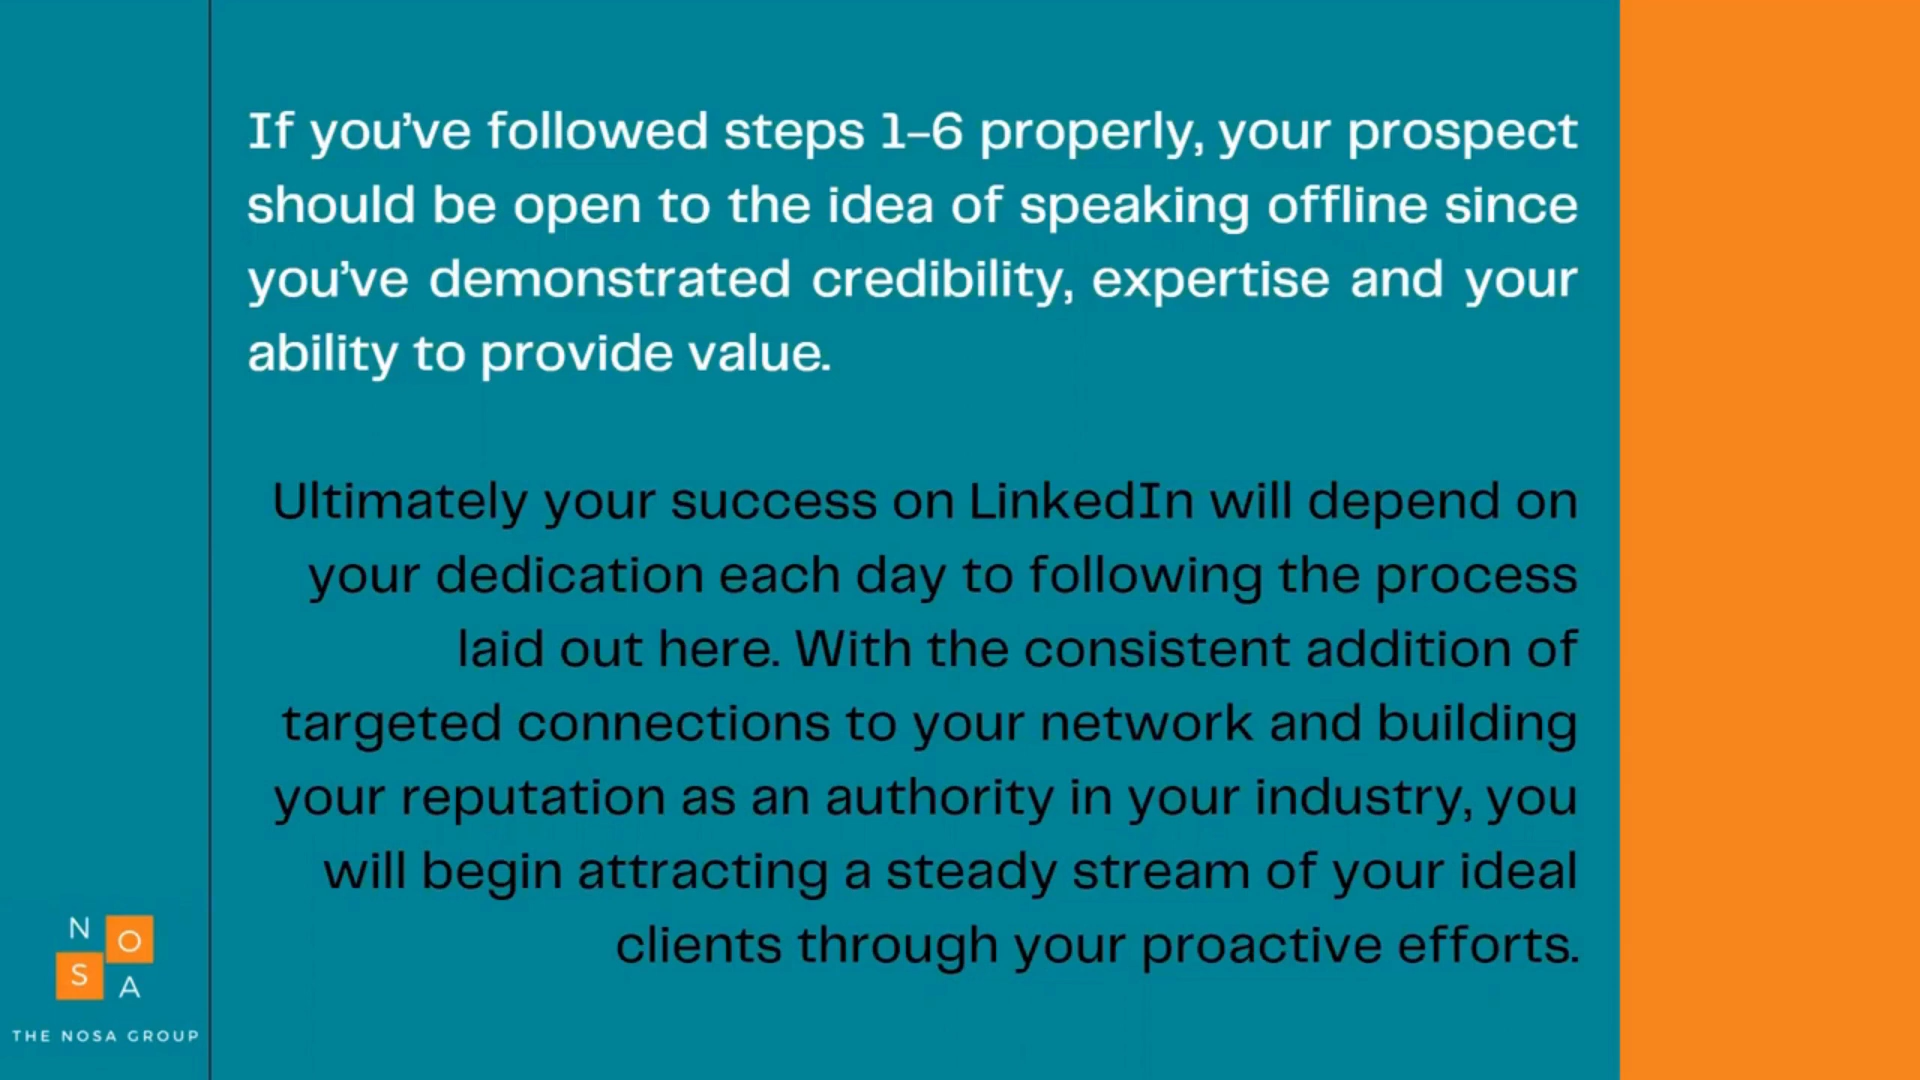 If you’ve followed steps 1–6 properly, your prospect
should be open to the idea of speaking offline since
you’ve demonstrated credibility, expertise and your
ability to provide value.
Ultimately your success on LinkedIn will depend on
your dedication each day to following the process
laid out here. With the consistent addition of
targeted connections to your network and building
your reputation as an authority in your industry, you
will begin attracting a steady stream of your ideal
clients through your proactive efforts.
N O
S A
THE NOSA GROUP